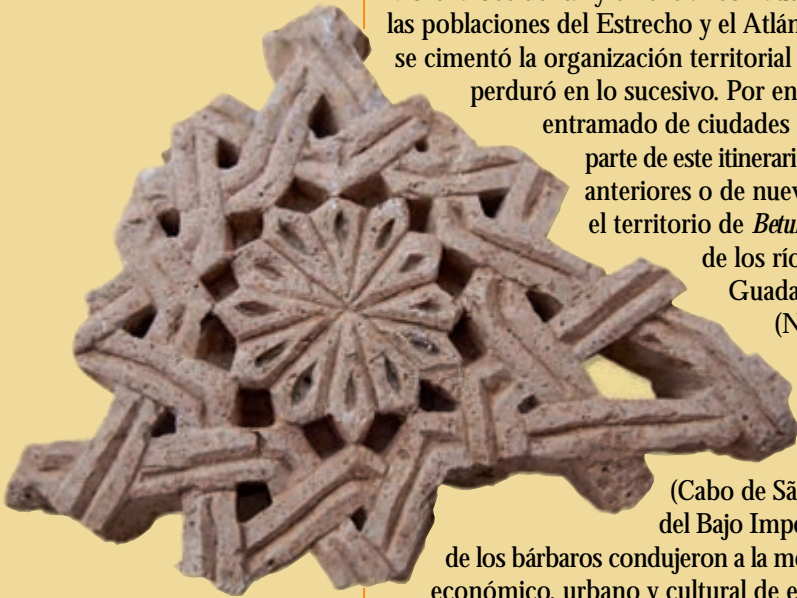 las poblaciones del Estrecho y el Atlán
se cimentó la organización territorial
perduró en lo sucesivo. Por en
entramado de ciudades
parte de este itinerari
anteriores o de nuev
el territorio de Betu
de los río
Guada
(N
(Cabo de Sã
del Bajo Impe
de los bárbaros condujeron a la m
económico, urbano y cultural de e